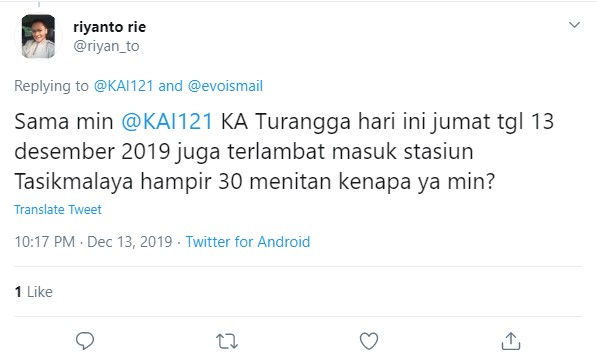 riyanto rie
@riyan_to
Replying to @KAI121 and @evoismail
Sama min @KAI121 KA Turangga hari ini jumat tgl 13
desember 2019 juga terlambat masuk stasiun
Tasikmalaya hampir 30 menitan kenapa ya min?
Translate Tweet
10:17 PM · Dec 13, 2019 · Twitter for Android
1 Like